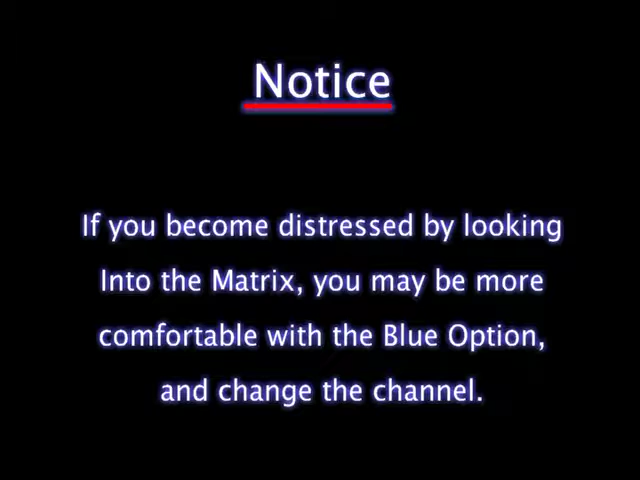 Notice
If you become distressed by looking
Into the Matrix, you may be more
comfortable with the Blue Option,
and change the channel.